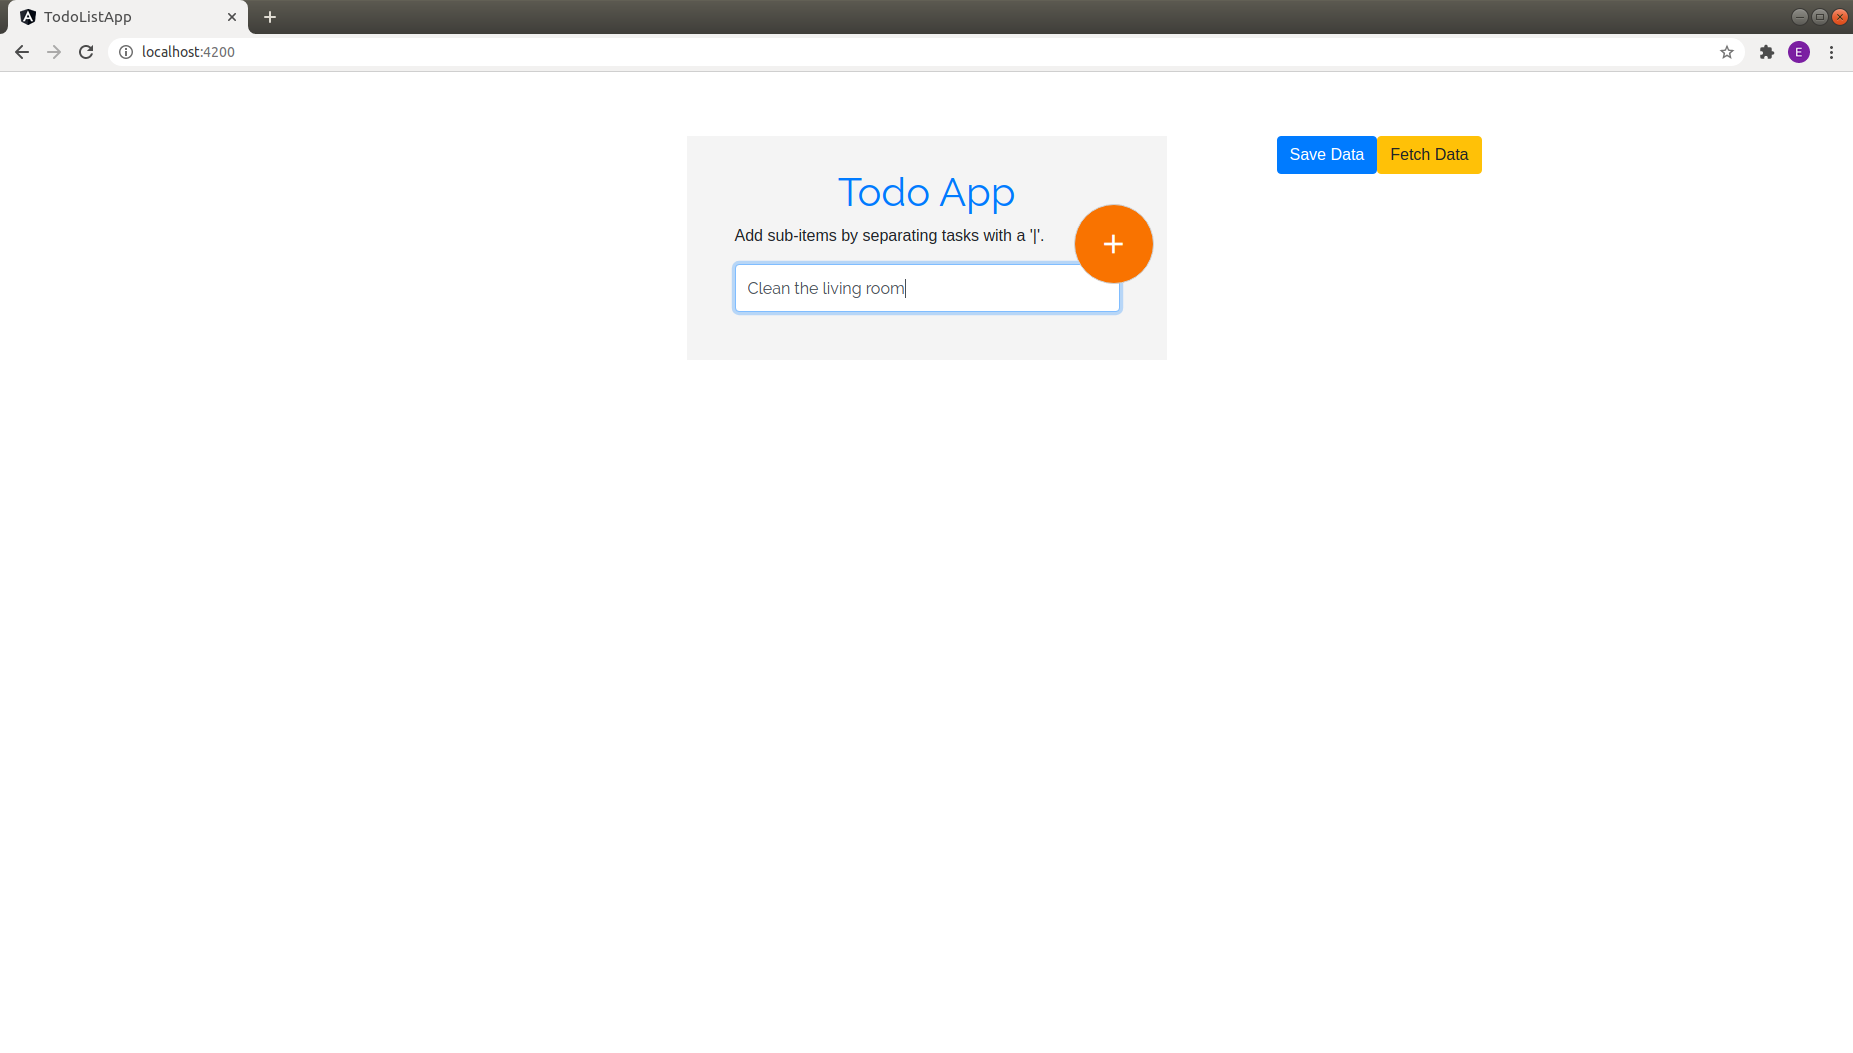 TodoListApp
localhost:4200
E
Save Data Fetch Data
Todo App
Add sub-items by separating tasks with a '|'.
+
Clean the living room